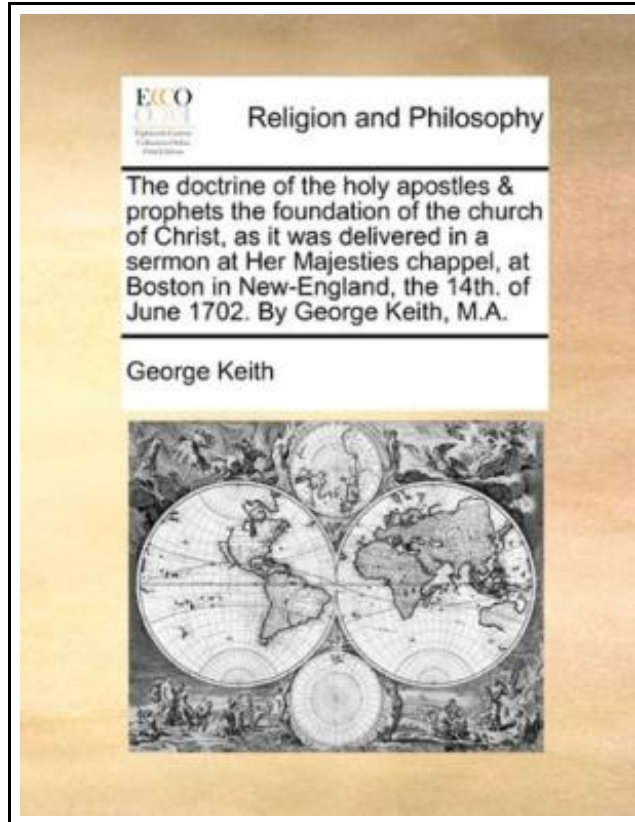 ECCO
Religion and Philosophy
The doctrine of the holy apostles &
prophets the foundation of the church
of Christ, as it was delivered in a
sermon at Her Majesties chappel, at
Boston in New-England, the 14th. of
June 1702. By George Keith, M.A.
George Keith